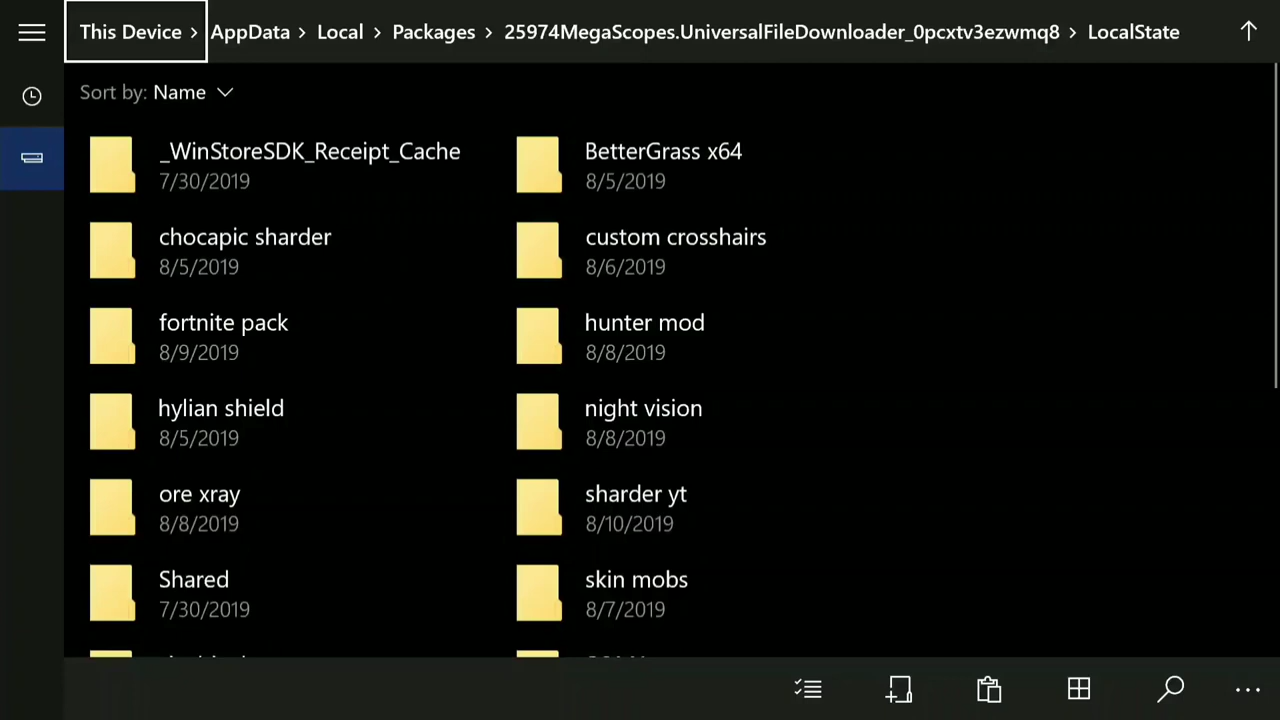 This Device > AppData > Local > Packages > 25974MegaScopes.UniversalFileDownloader_0pcxtv3ezwmq8 > LocalState
Sort by: Name
_WinStoreSDK_Receipt_Cache
7/30/2019
BetterGrass x64
8/5/2019
chocapic sharder
8/5/2019
custom crosshairs
8/6/2019
fortnite pack
8/9/2019
hunter mod
8/8/2019
hylian shield
8/5/2019
night vision
8/8/2019
ore xray
8/8/2019
sharder yt
8/10/2019
Shared
7/30/2019
skin mobs
8/7/2019